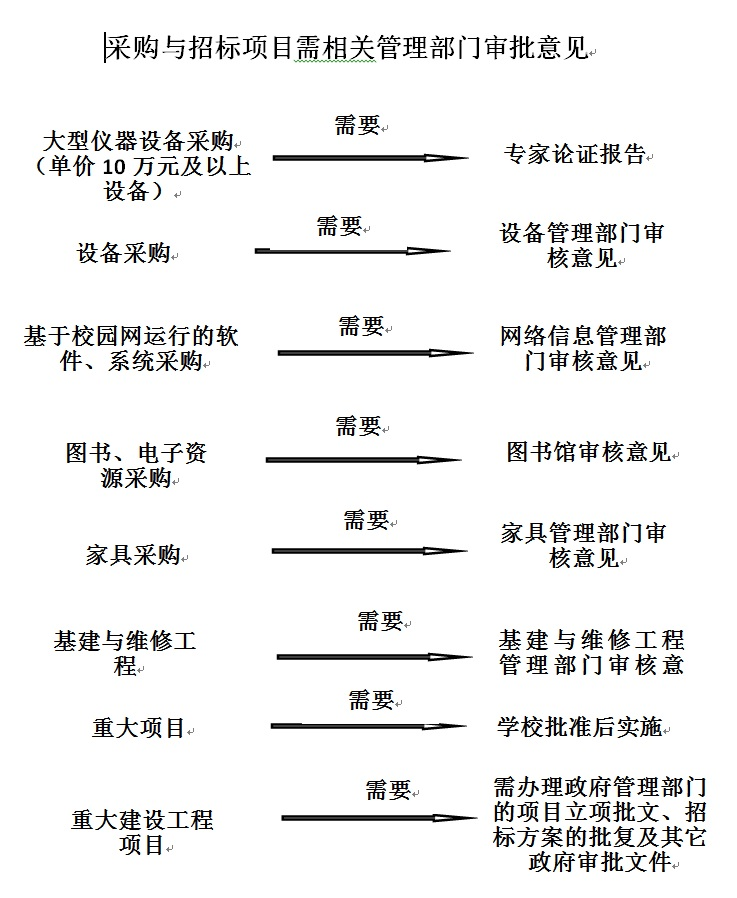 采购与招标项目需相关管理部门审批意见
需要
大型仪器设备采购
（单价 10 万元及以上
设备）
专家论证报告
需要
设备采购
设备管理部门审
核意见
需要
基于校园网运行的软
件、系统采购
网络信息管理部
门审核意见
需要
图书、电子资
源采购
图书馆审核意见
需要
家具采购
家具管理部门审
核意见
需要
基建与维修工
程
基建与维修工程
管理部门审核意
需要
重大项目
学校批准后实施
需要
重大建设工程
项目
需办理政府管理部门
的项目立项批文、招
标方案的批复及其它
政府审批文件